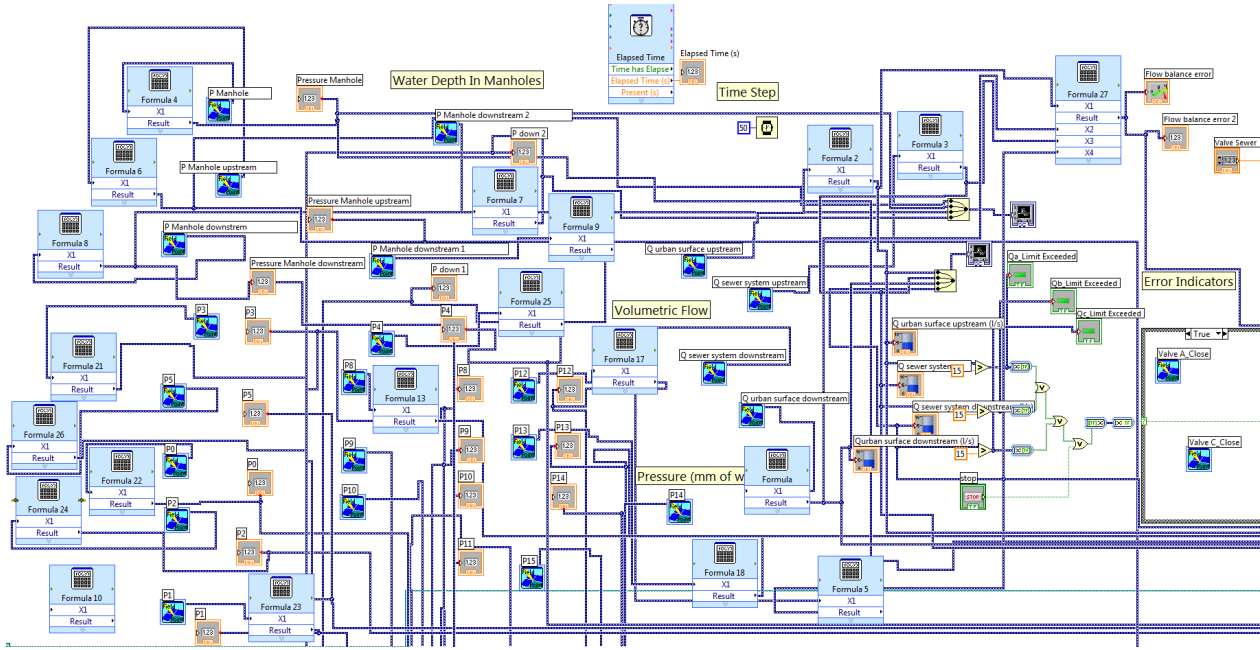 Elapsed Time
Time has Elapse
Elapsed Time (s)
Present (s)
Elapsed Time (s)
1.23
Water Depth In Manholes
Time Step
50
Formula 4
X1
Result
P Manhole
Pressure Manhole
P Manhole downstream 2
P down 2
Formula 6
X1
Result
P Manhole upstream
Formula 7
X1
Result
Formula 2
X1
Result
Formula 3
X1
Result
Formula 27
X1
Result
X2
X3
X4
Flow balance error
Flow balance error 2
Valve Sewer
Formula 8
X1
Result
P Manhole downstrem
Pressure Manhole upstream
Formula 9
X1
Result
P Manhole downstream 1
Pressure Manhole downstream
P down 1
Q urban surface upstream
Q sewer system upstream
Qa_Limit Exceeded
Qb_Limit Exceeded
Qc_Limit Exceeded
Error Indicators
True
Valve A_Close
Valve C_Close
Formula 25
X1
Result
Volumetric Flow
P3
P3
P4
P4
Formula 21
X1
Result
P5
P5
P8
Formula 13
X1
Result
P8
P12
P12
Formula 17
X1
Result
Q sewer system downstream
Q urban surface upstream (l/s)
Q sewer system
15
Q sewer system downstream (l/s)
15
Q urban surface downstream
Qurban surface downstream (l/s)
15
stop
STOP
Formula 26
X1
Result
P0
P0
P9
P9
P13
P13
Formula 22
X1
Result
Formula 24
X1
Result
P2
P2
P10
P10
P14
Pressure (mm of w
P14
Formula
X1
Result
P11
P15
Formula 10
X1
Result
P1
P1
Formula 23
X1
Result
Formula 18
X1
Result
Formula 5
X1
Result